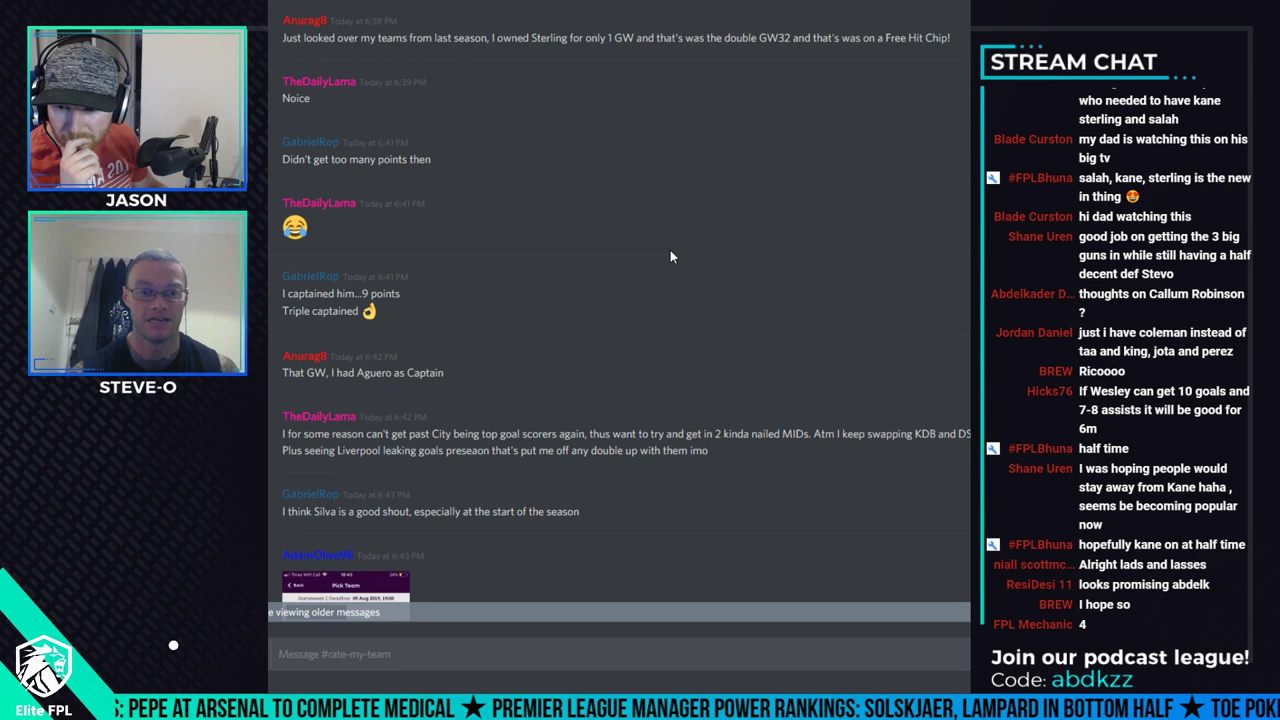 JASON
STEVE-O
Anurag8 Today at 6:38 PM
Just looked over my teams from last season, I owned Sterling for only 1 GW and that's was the double GW32 and that's was on a Free Hit Chip!
TheDailyLama Today at 6:39 PM
Noice
GabrielRop Today at 6:41 PM
Didn't get too many points then
TheDailyLama Today at 6:41 PM
😂
GabrielRop Today at 6:41 PM
I captained him...9 points
Triple captained 👌
Anurag8 Today at 6:42 PM
That GW, I had Aguero as Captain
TheDailyLama Today at 6:42 PM
I for some reason can't get past City being top goal scorers again, thus want to try and get in 2 kinda nailed MIDs. Atm I keep swapping KDB and DS
Plus seeing Liverpool leaking goals preseaon that's put me off any double up with them imo
GabrielRop Today at 6:43 PM
I think Silva is a good shout, especially at the start of the season
AdamOlive98 Today at 6:43 PM
18:43
24%
Back Pick Team
Gameweek 1 Deadline: 09 Aug 2019, 19:00
e viewing older messages
Message #rate-my-team
STREAM CHAT
who needed to have kane
sterling and salah
Blade Curston my dad is watching this on his
big tv
#FPLBhuna salah, kane, sterling is the new
in thing 😍
Blade Curston hi dad watching this
Shane Uren good job on getting the 3 big
guns in while still having a half
decent def Stevo
Abdelkader D... thoughts on Callum Robinson
?
Jordan Daniel just i have coleman instead of
taa and king, jota and perez
BREW Ricoooo
Hicks76 If Wesley can get 10 goals and
7-8 assists it will be good for
6m
#FPLBhuna half time
Shane Uren I was hoping people would
stay away from Kane haha ,
seems be becoming popular
now
#FPLBhuna hopefully kane on at half time
niall scottmc... Alright lads and lasses
ResiDesi 11 looks promising abdelk
BREW I hope so
FPL Mechanic 4
Join our podcast league!
Code: abdkzz
Elite FPL
S: PEPE AT ARSENAL TO COMPLETE MEDICAL ★ PREMIER LEAGUE MANAGER POWER RANKINGS: SOLSKJAER, LAMPARD IN BOTTOM HALF ★ TOE POK